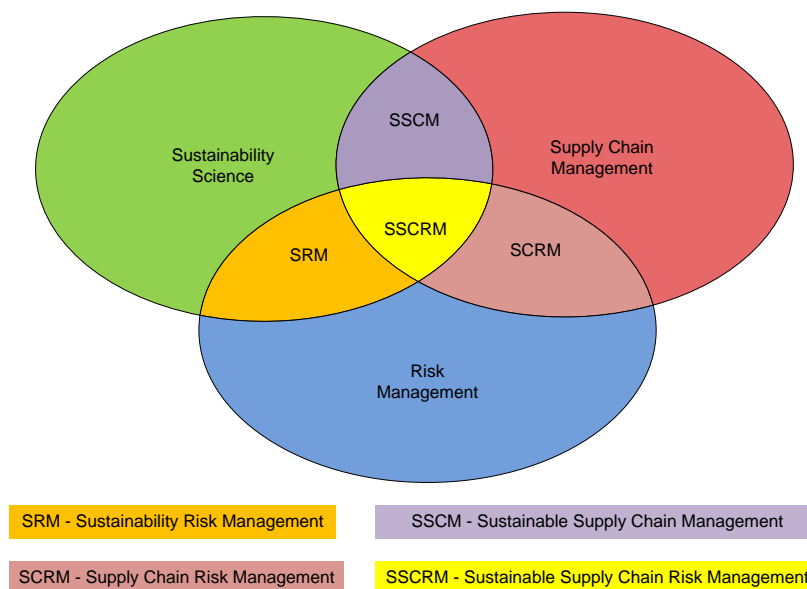 SSCM
Sustainability
Science
Supply Chain
Management
SSCRM
SRM
SCRM
Risk
Management
SRM - Sustainability Risk Management
SSCM - Sustainable Supply Chain Management
SCRM - Supply Chain Risk Management
SSCRM - Sustainable Supply Chain Risk Management